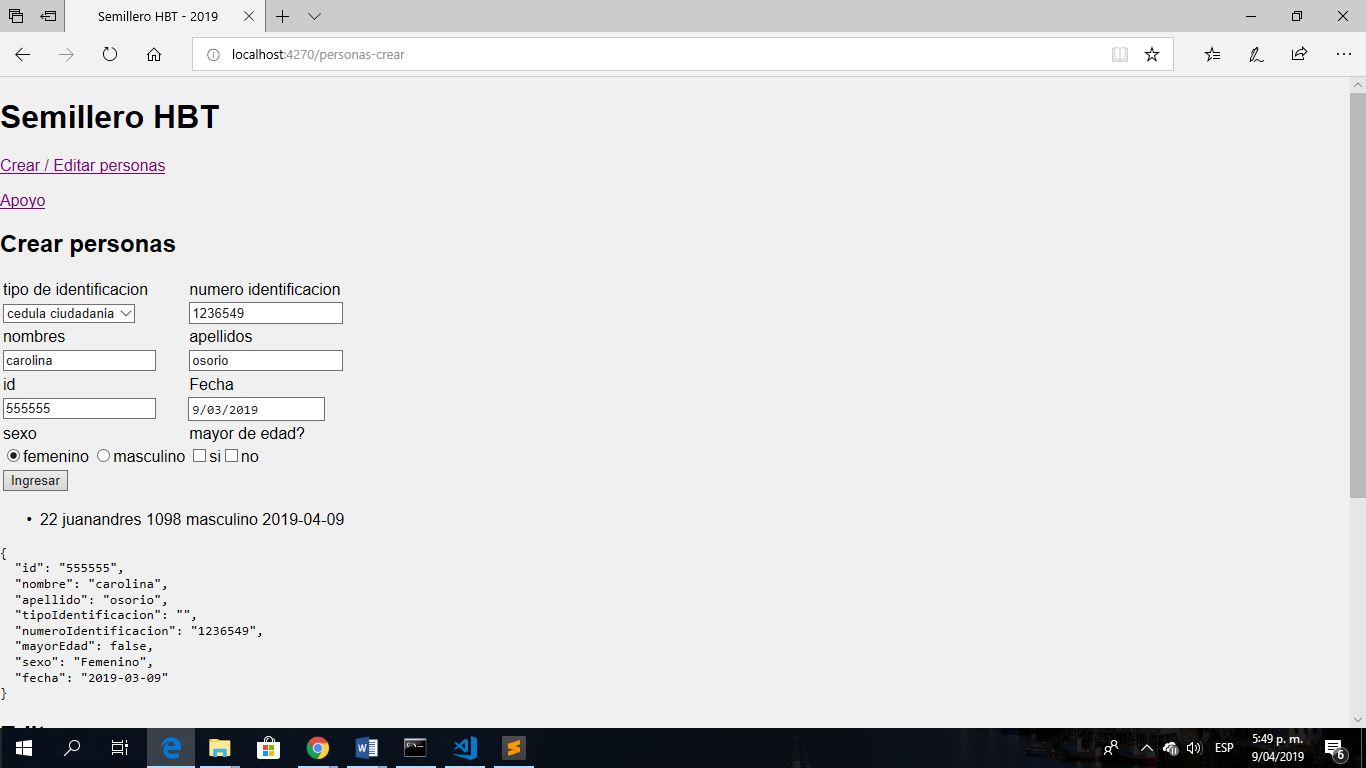 Semillero HBT - 2019
localhost:4270/personas-crear
Semillero HBT
Crear / Editar personas
Apoyo
Crear personas
tipo de identificacion numero identificacion
cedula ciudadania 1236549
nombres apellidos
carolina osorio
id Fecha
555555 9/03/2019
sexo mayor de edad?
femenino masculino si no
Ingresar
• 22 juanandres 1098 masculino 2019-04-09
{
"id": "555555",
"nombre": "carolina",
"apellido": "osorio",
"tipoIdentificacion": "",
"numeroIdentificacion": "1236549",
"mayorEdad": false,
"sexo": "Femenino",
"fecha": "2019-03-09"
}
ESP
5:49 p. m.
9/04/2019
6